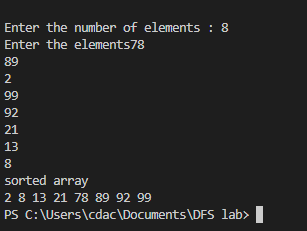 Enter the number of elements : 8
Enter the elements78
89
2
99
92
21
13
8
sorted array
2 8 13 21 78 89 92 99
PS C:\Users\cdac\Documents\DFS lab>